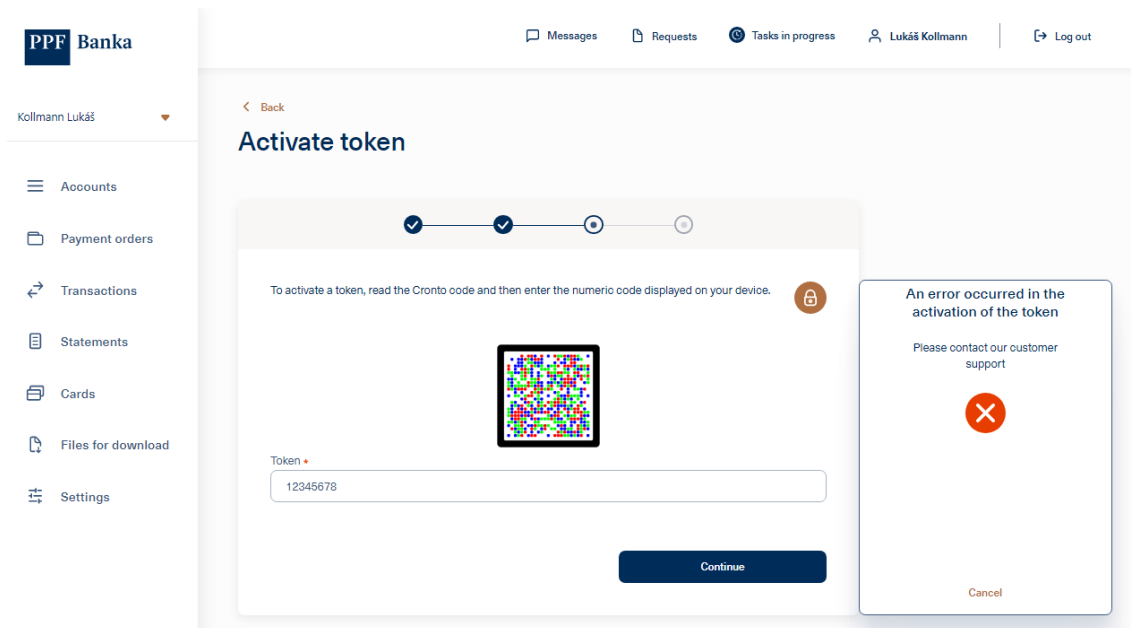 PPF Banka
Messages
Requests
Tasks in progress
Lukáš Kollmann
Log out
Kollmann Lukáš
Accounts
Payment orders
Transactions
Statements
Cards
Files for download
Settings
Back
Activate token
To activate a token, read the Cronto code and then enter the numeric code displayed on your device.
Token *
12345678
Continue
An error occurred in the
activation of the token
Please contact our customer
support
Cancel